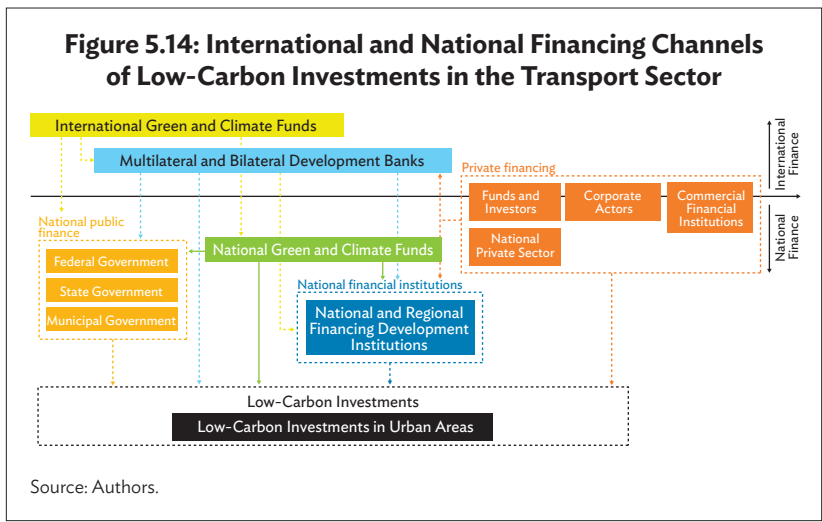 Figure 5.14: International and National Financing Channels
of Low-Carbon Investments in the Transport Sector
International Green and Climate Funds
Multilateral and Bilateral Development Banks
Private financing
International
Finance
Funds and
Investors
Corporate
Actors
Commercial
Financial
Institutions
National
Finance
National public
finance
National Green and Climate Funds
National
Private Sector
Federal Government
State Government
Municipal Government
National financial institutions
National and Regional
Financing Development
Institutions
Low-Carbon Investments
Low-Carbon Investments in Urban Areas
Source: Authors.